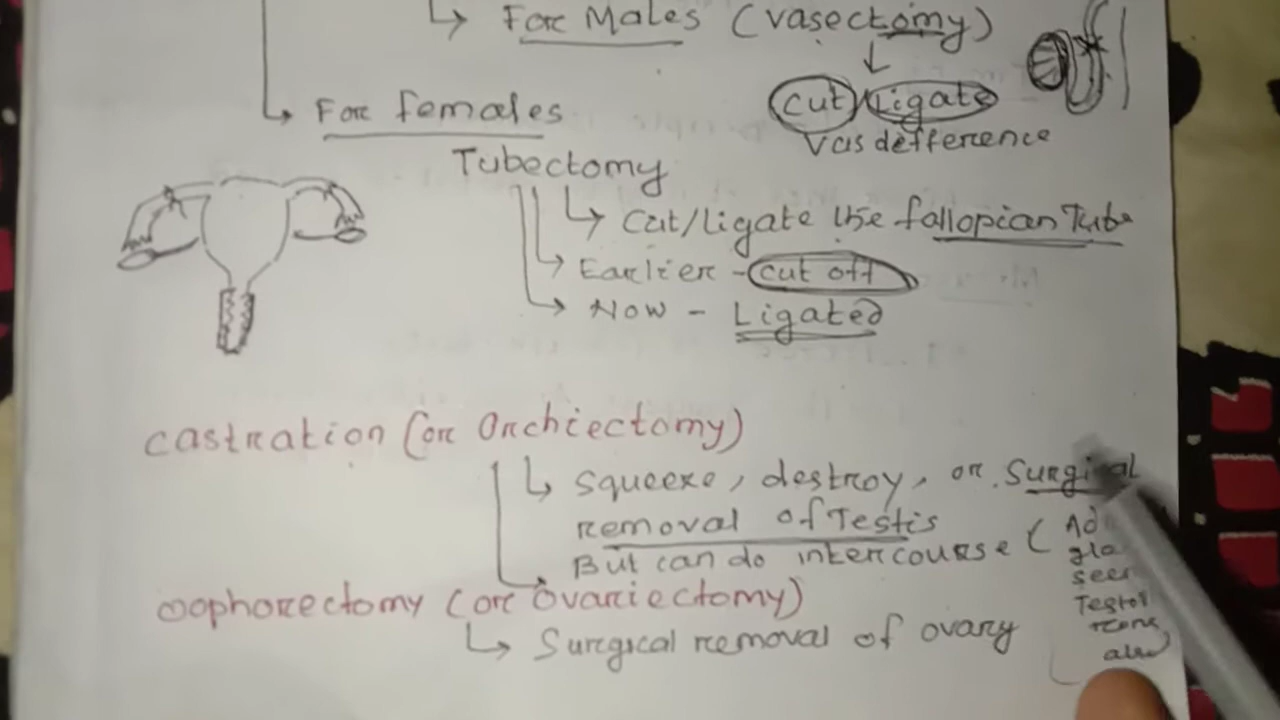 ↳ For Males (vasectomy)
↓
↳ For females
Cut/Ligate
Vas defference
Tubectomy
↳ Cut/Ligate the fallopian Tube
↳ Earlier - cut off
↳ Now - Ligated
Castration (or Orchiectomy)
↳ squeeze, destroy, or Surgical
removal of Testis
But can do intercourse (
oophorectomy (or ovariectomy)
↳ Surgical removal of ovary
also)